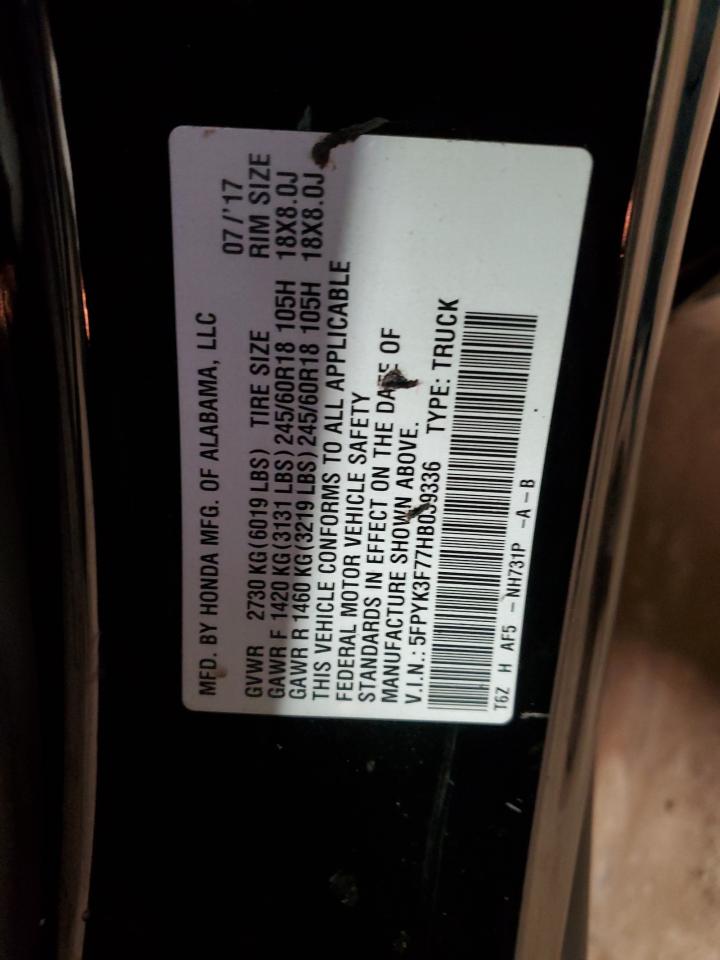 MFD. BY HONDA MFG. OF ALABAMA, LLC 07/'17
GVWR 2730 KG(6019 LBS) TIRE SIZE RIM SIZE
GAWR F 1420 KG(3131 LBS) 245/60R18 105H 18X8.0J
GAWR R 1460 KG(3219 LBS) 245/60R18 105H 18X8.0J
THIS VEHICLE CONFORMS TO ALL APPLICABLE
FEDERAL MOTOR VEHICLE SAFETY
STANDARDS IN EFFECT ON THE DATE OF
MANUFACTURE SHOWN ABOVE.
V.I.N.: 5FPYK3F77HB039336 TYPE: TRUCK
T6Z H AF5 - NH731P -A - B